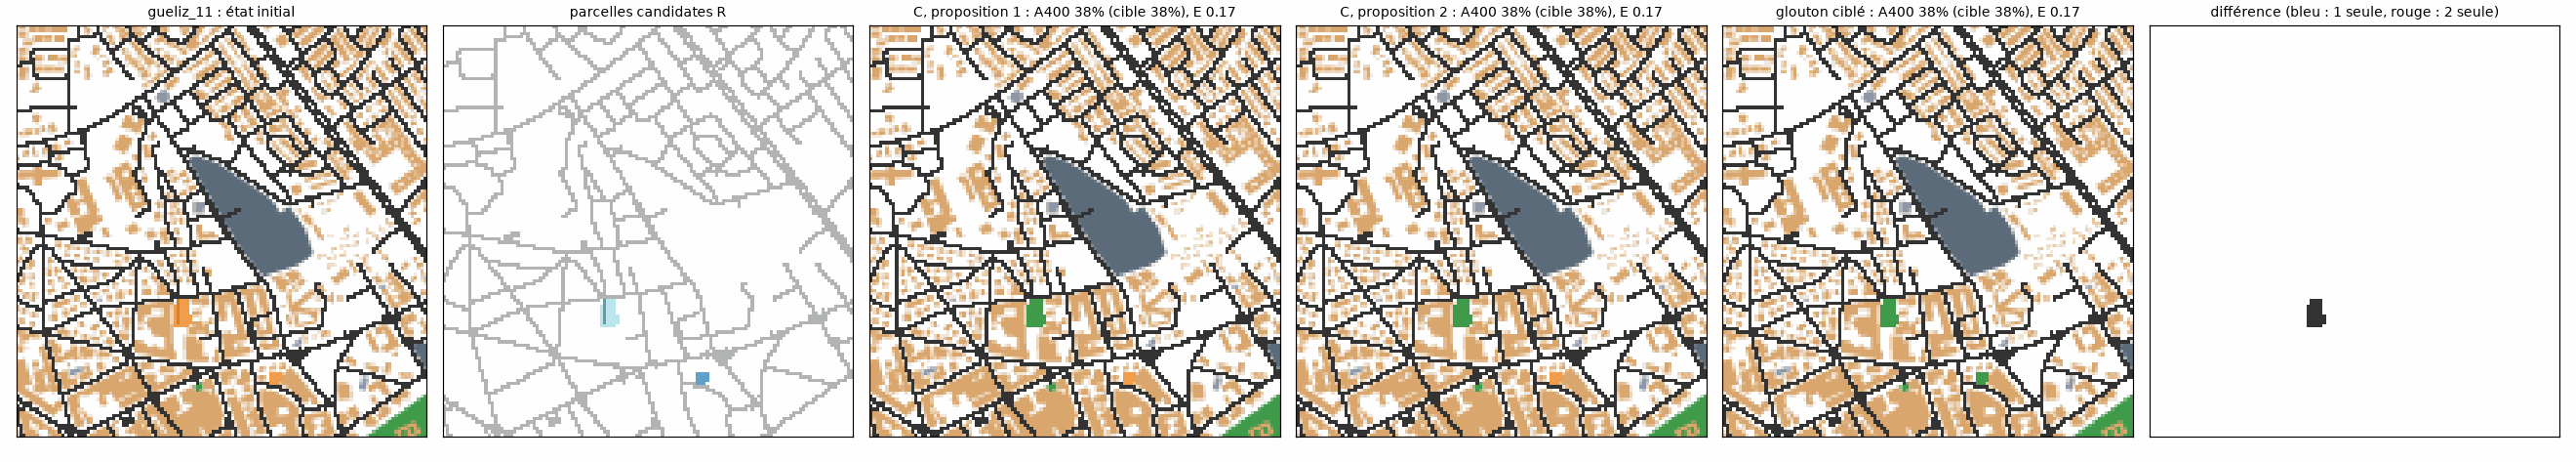 gueliz_11 : état initial
parcelles candidates R
C, proposition 1 : A400 38% (cible 38%), E 0.17
C, proposition 2 : A400 38% (cible 38%), E 0.17
glouton ciblé : A400 38% (cible 38%), E 0.17
différence (bleu : 1 seule, rouge : 2 seule)